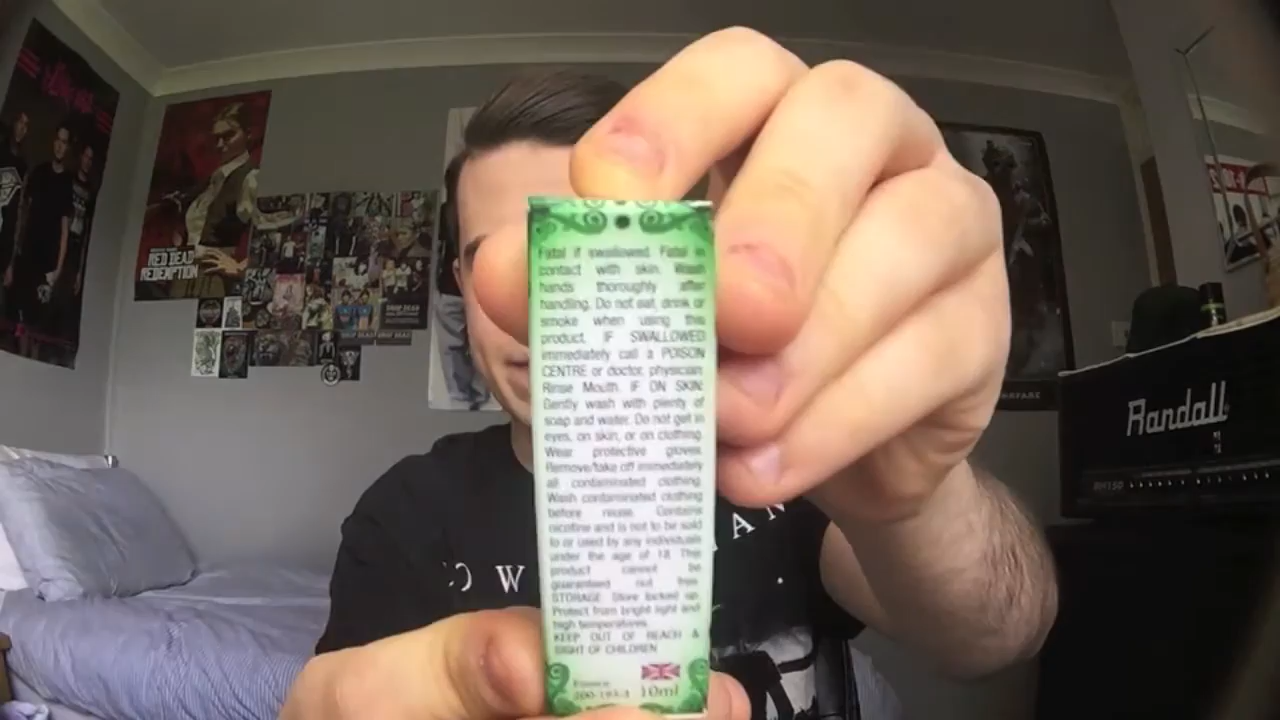 RED DEAD
REDEMPTION
Fatal if swallowed. Fatal in
contact with skin. Wash
hands thoroughly after
handling. Do not eat, drink or
smoke when using this
product. IF SWALLOWED
immediately call a POISON
CENTRE or doctor, physician
Rinse Mouth. IF ON SKIN:
Gently wash with plenty of
soap and water. Do not get in
eyes, on skin, or on clothing.
Wear protective gloves.
Remove/take off immediately
all contaminated clothing.
Wash contaminated clothing
before reuse. Contains
nicotine and is not to be sold
to or used by any individuals
under the age of 18. This
product cannot be
guaranteed nut free.
STORAGE: Store locked up.
Protect from bright light and
high temperatures.
KEEP OUT OF REACH &
SIGHT OF CHILDREN
10ml
Randall